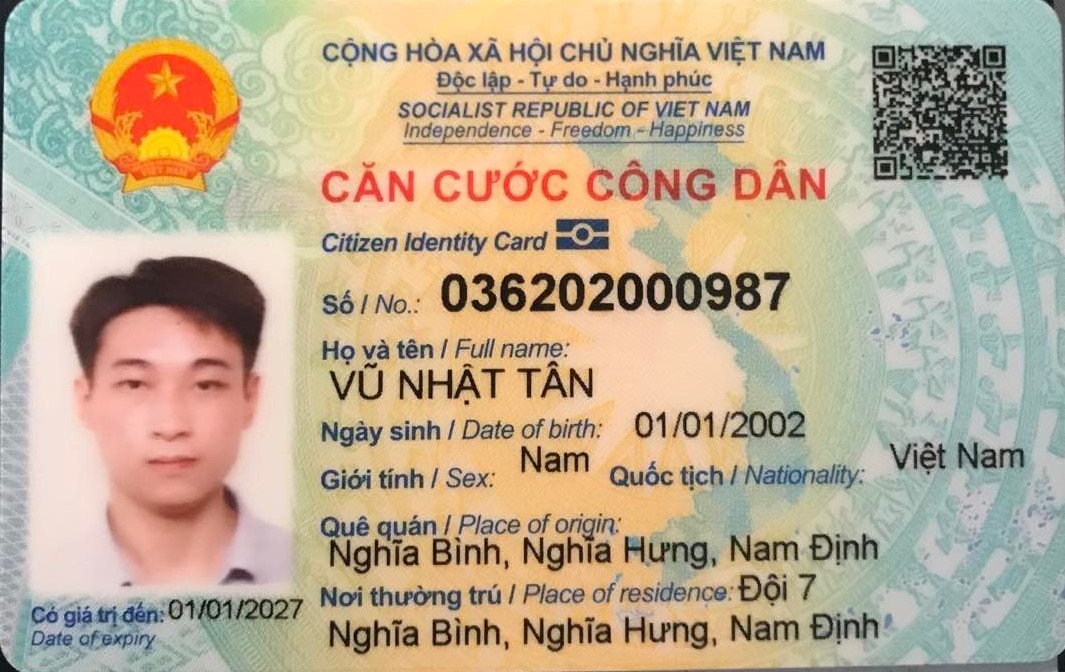 CỘNG HÒA XÃ HỘI CHỦ NGHĨA VIỆT NAM
Độc lập - Tự do - Hạnh phúc
SOCIALIST REPUBLIC OF VIET NAM
Independence - Freedom - Happiness
CĂN CƯỚC CÔNG DÂN
Citizen Identity Card
Số / No.: 036202000987
Họ và tên / Full name:
VŨ NHẬT TÂN
Ngày sinh / Date of birth: 01/01/2002
Giới tính / Sex: Nam Quốc tịch / Nationality: Việt Nam
Quê quán / Place of origin:
Nghĩa Bình, Nghĩa Hưng, Nam Định
Nơi thường trú / Place of residence: Đội 7
Nghĩa Bình, Nghĩa Hưng, Nam Định
Có giá trị đến: 01/01/2027
Date of expiry
VIỆT NAM